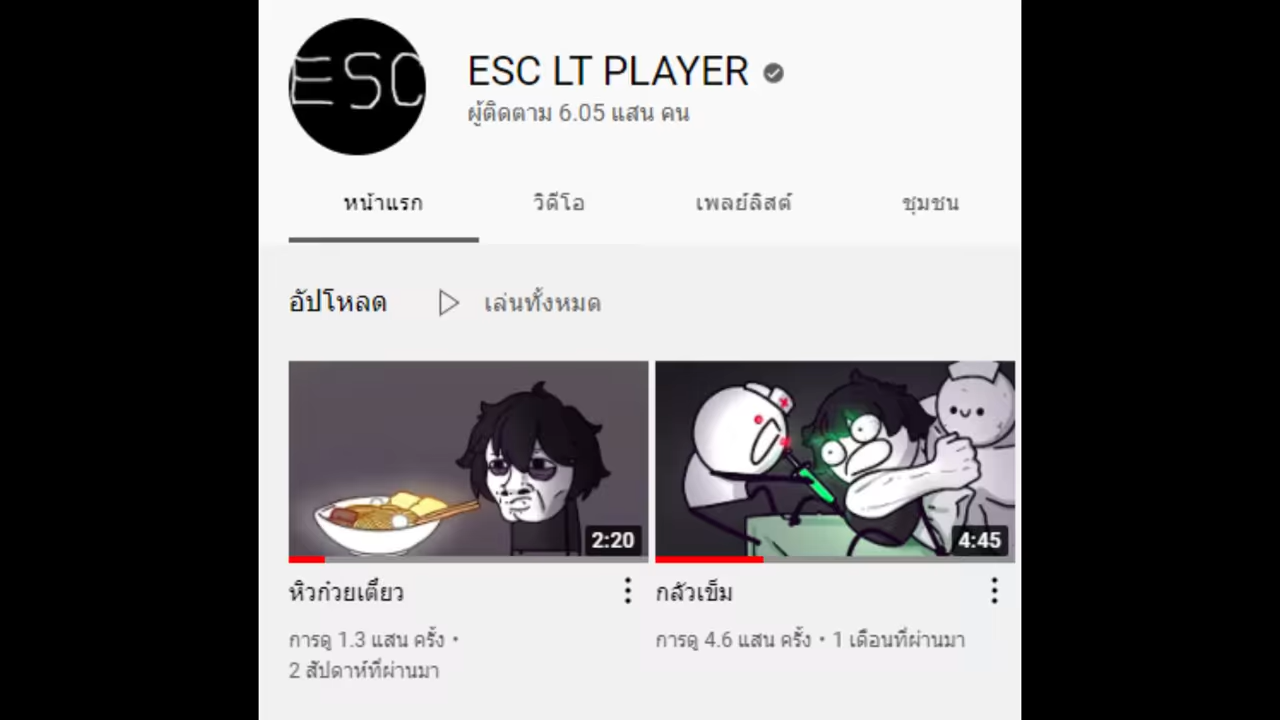 ESC
ESC LT PLAYER
ผู้ติดตาม 6.05 แสน คน
หน้าแรก วิดีโอ เพลย์ลิสต์ ชุมชน
อัปโหลด เล่นทั้งหมด
2:20 4:45
หิวก๋วยเตี๋ยว กลัวเข็ม
การดู 1.3 แสน ครั้ง • การดู 4.6 แสน ครั้ง • 1 เดือนที่ผ่านมา
2 สัปดาห์ที่ผ่านมา